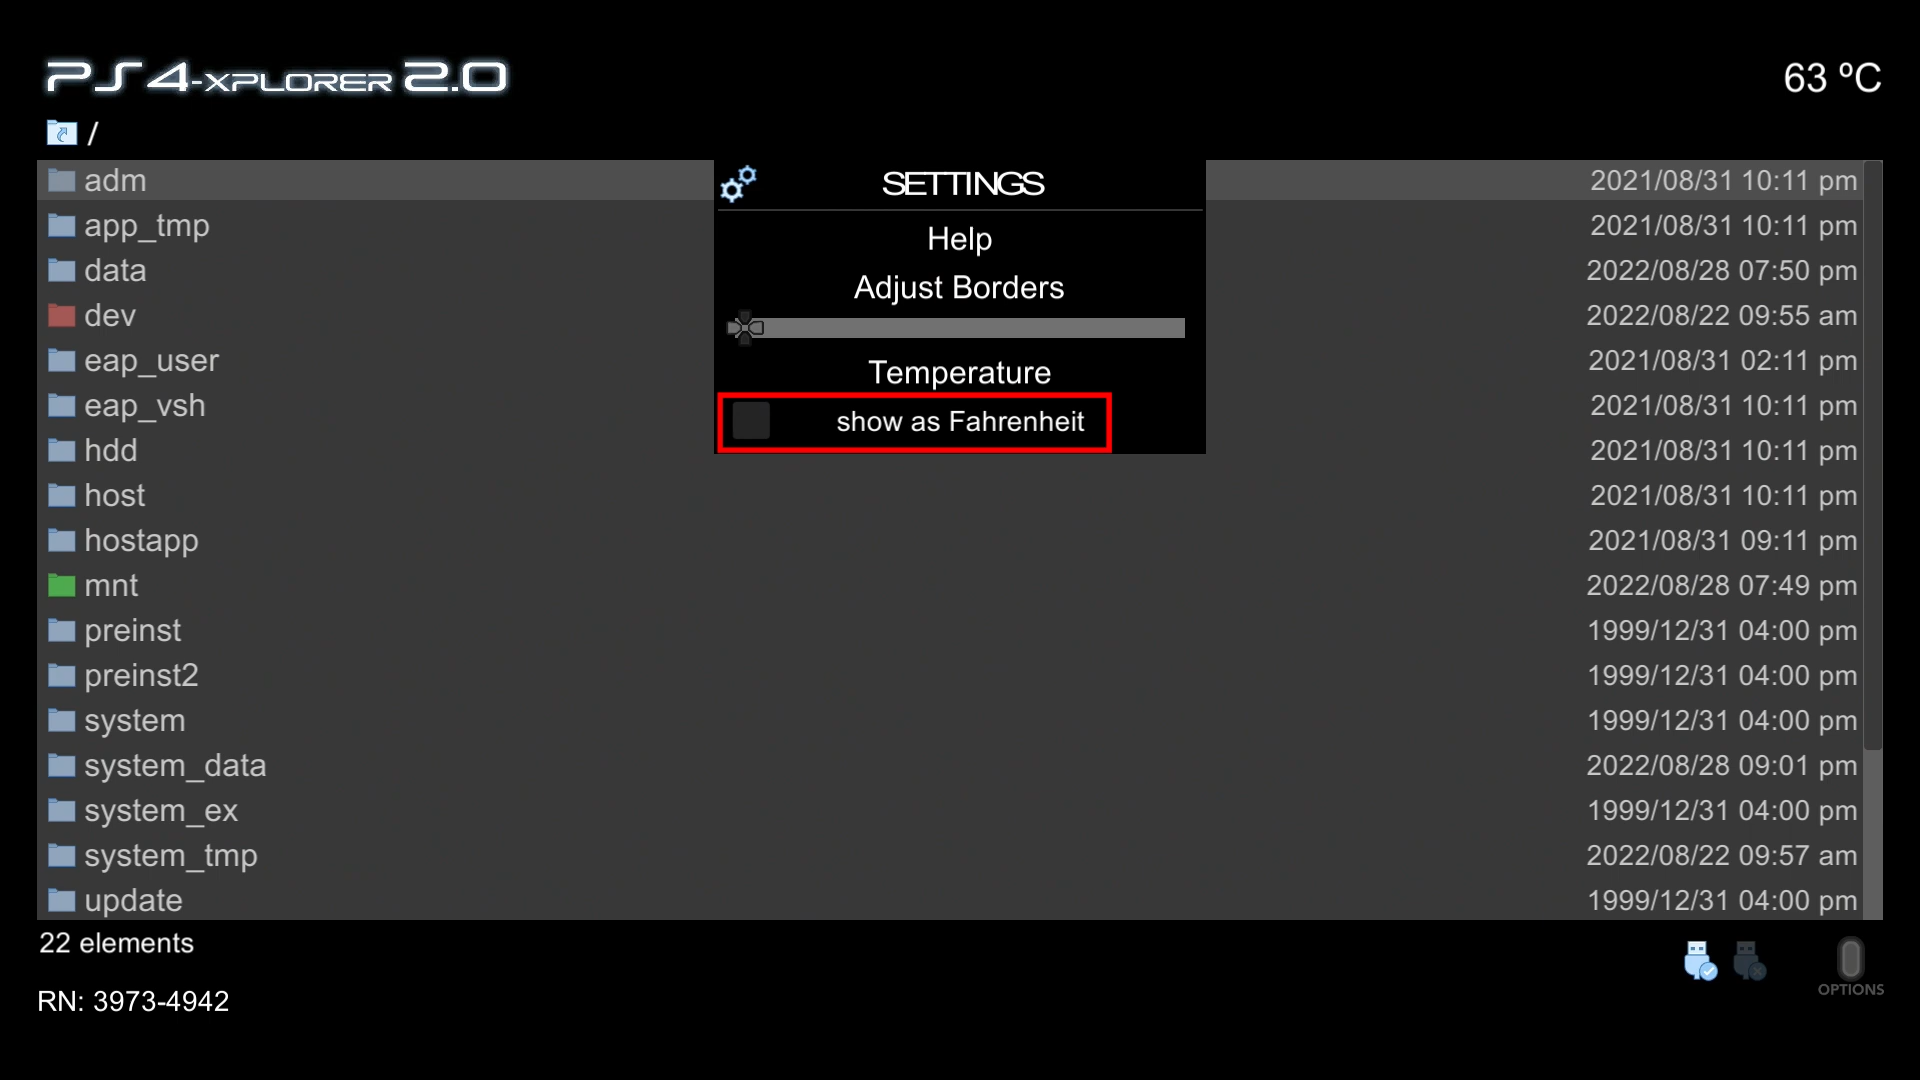 PS4-XPLORER 2.0
63 ºC
/
SETTINGS
Help
Adjust Borders
Temperature
show as Fahrenheit
adm 2021/08/31 10:11 pm
app_tmp 2021/08/31 10:11 pm
data 2022/08/28 07:50 pm
dev 2022/08/22 09:55 am
eap_user 2021/08/31 02:11 pm
eap_vsh 2021/08/31 10:11 pm
hdd 2021/08/31 10:11 pm
host 2021/08/31 10:11 pm
hostapp 2021/08/31 09:11 pm
mnt 2022/08/28 07:49 pm
preinst 1999/12/31 04:00 pm
preinst2 1999/12/31 04:00 pm
system 1999/12/31 04:00 pm
system_data 2022/08/28 09:01 pm
system_ex 1999/12/31 04:00 pm
system_tmp 2022/08/22 09:57 am
update 1999/12/31 04:00 pm
22 elements
OPTIONS
RN: 3973-4942